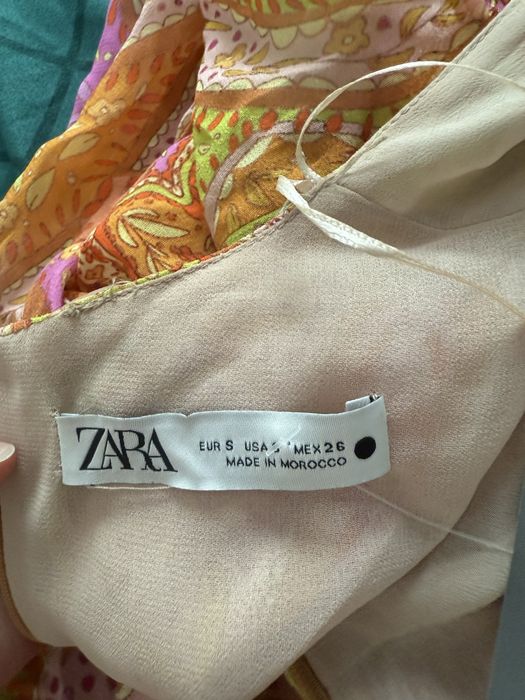 ZARA
EUR S USA S MEX 26
MADE IN MOROCCO